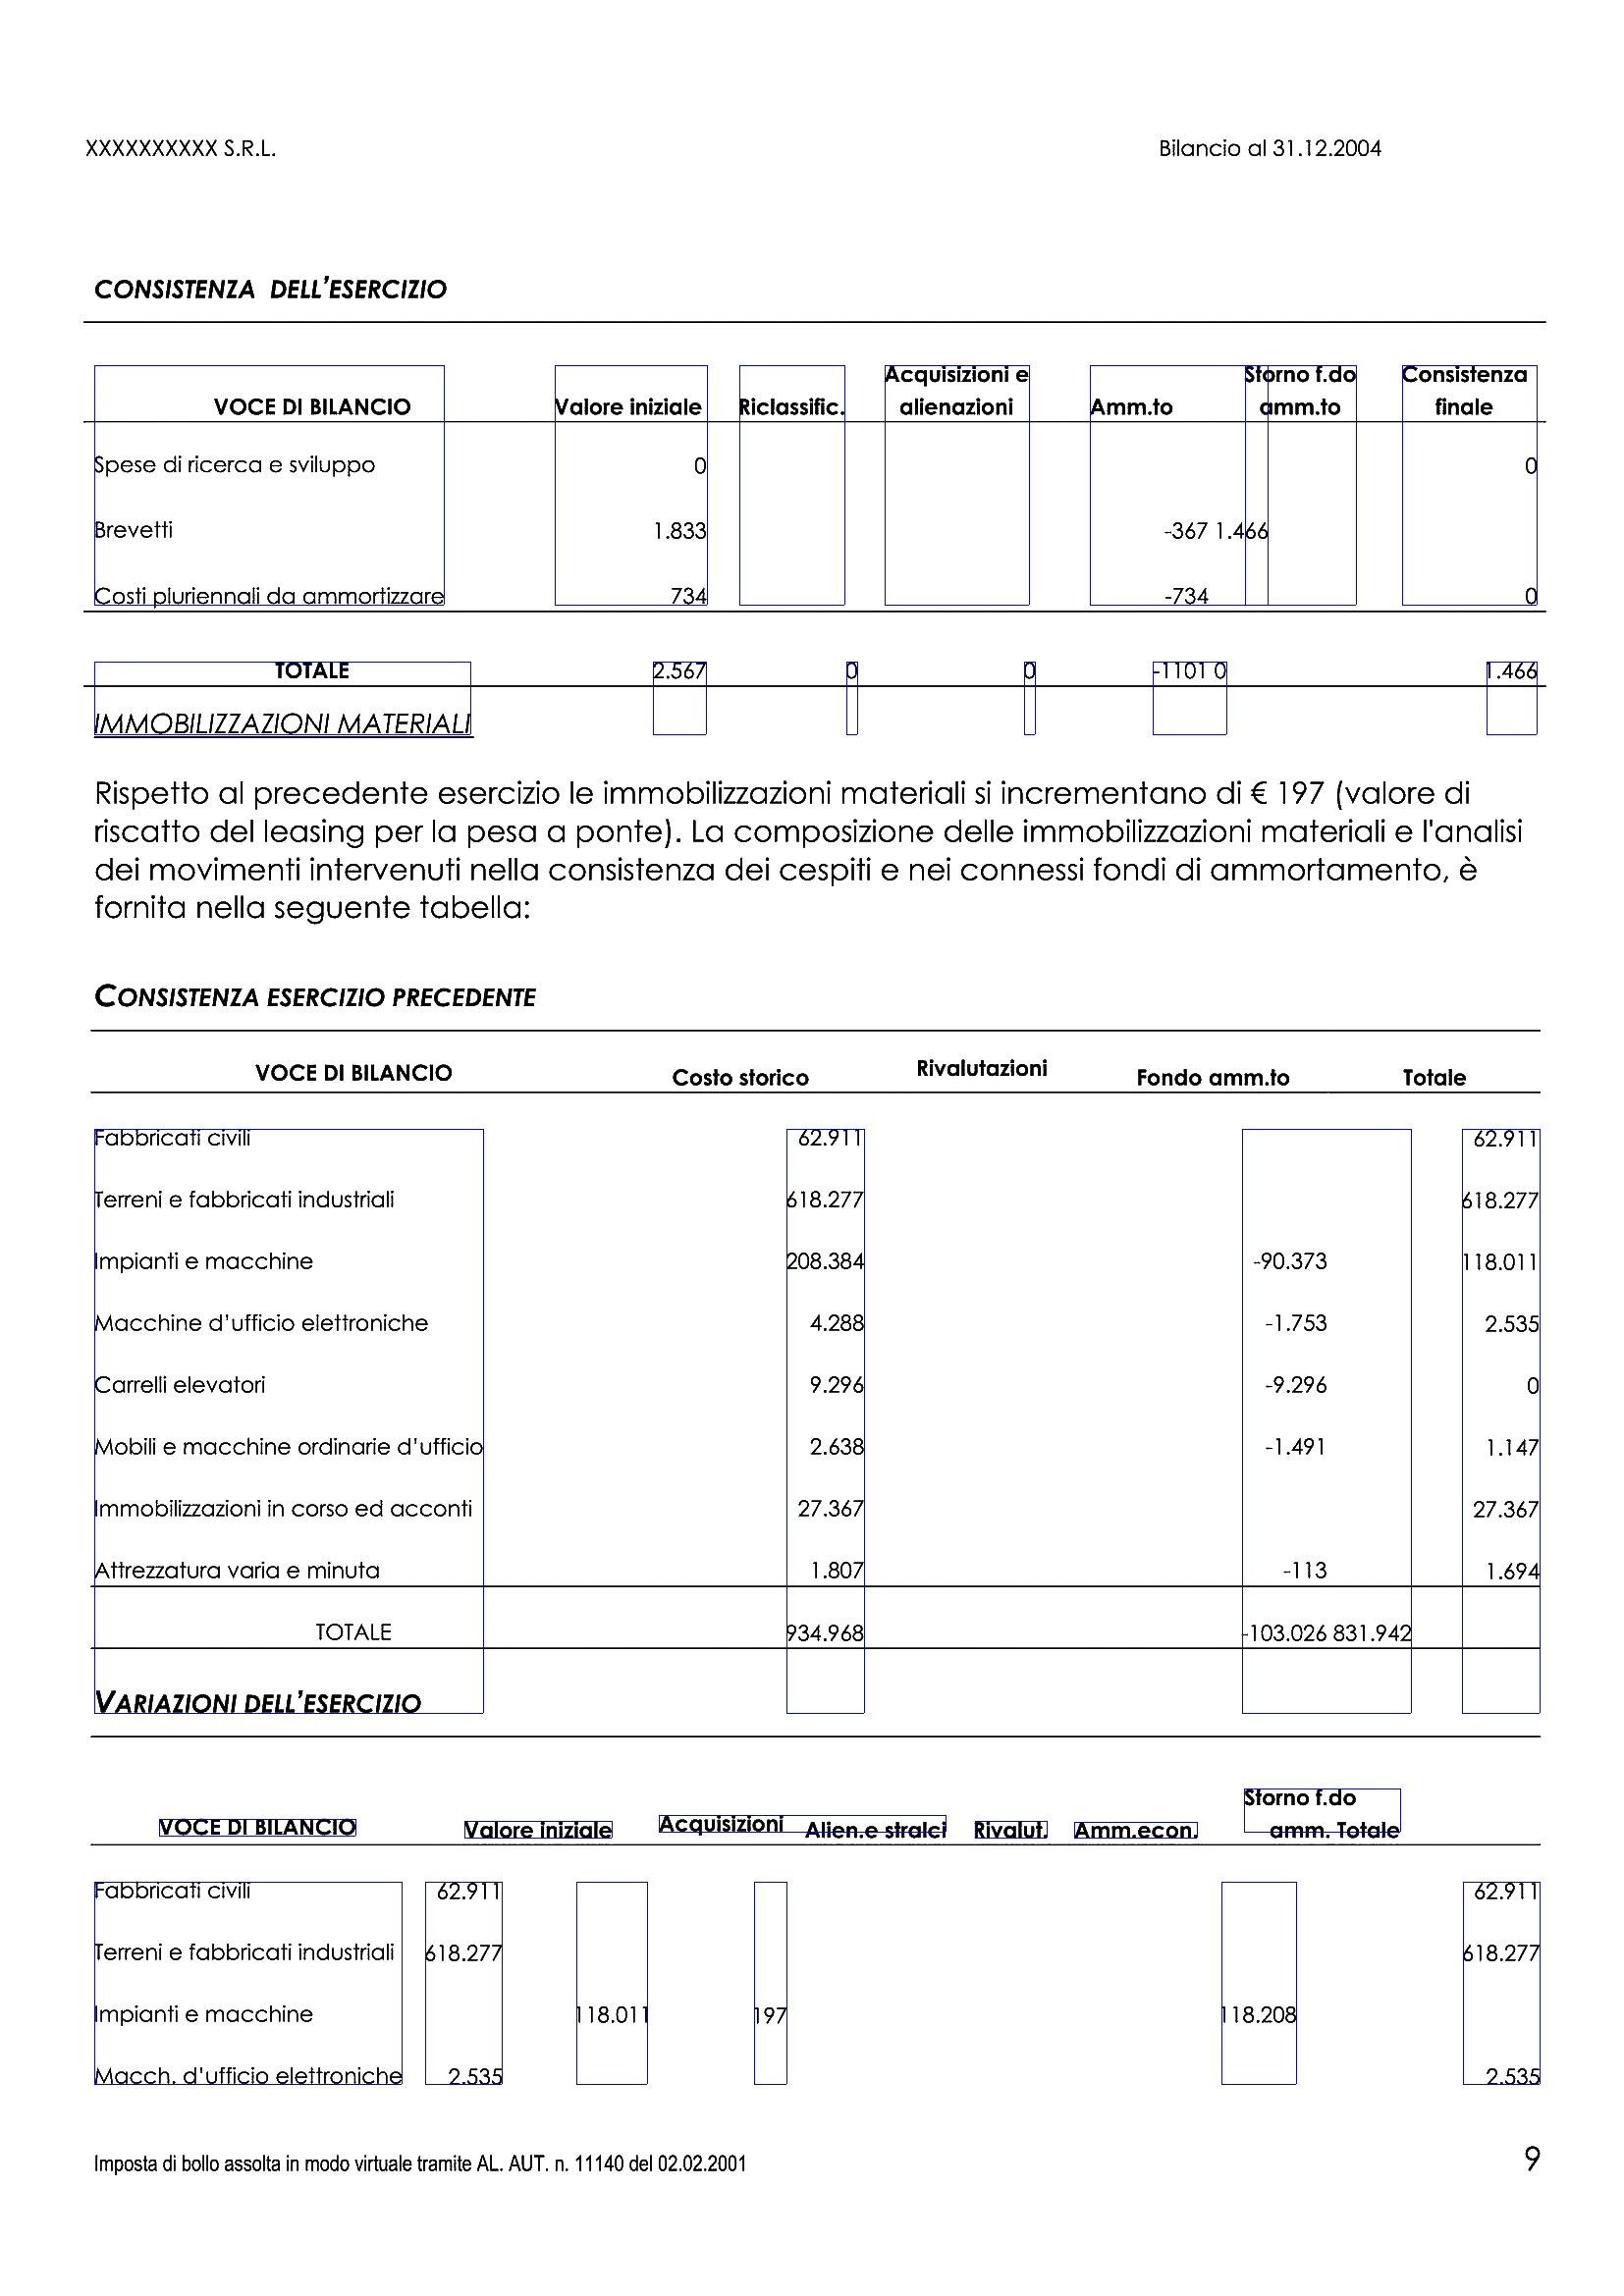 XXXXXXXXXX S.R.L. Bilancio al 31.12.2004
CONSISTENZA DELL’ESERCIZIO
Acquisizioni e Storno f.do Consistenza
VOCE DI BILANCIO Valore iniziale Riclassific. alienazioni Amm.to amm.to finale
Spese di ricerca e sviluppo 0 0
Brevetti 1.833 -367 1.466
Costi pluriennali da ammortizzare 734 -734 0
TOTALE 2.567 0 0 -1101 0 1.466
IMMOBILIZZAZIONI MATERIALI
Rispetto al precedente esercizio le immobilizzazioni materiali si incrementano di € 197 (valore di
riscatto del leasing per la pesa a ponte). La composizione delle immobilizzazioni materiali e l'analisi
dei movimenti intervenuti nella consistenza dei cespiti e nei connessi fondi di ammortamento, è
fornita nella seguente tabella:
CONSISTENZA ESERCIZIO PRECEDENTE
VOCE DI BILANCIO Costo storico Rivalutazioni Fondo amm.to Totale
Fabbricati civili 62.911 62.911
Terreni e fabbricati industriali 618.277 618.277
Impianti e macchine 208.384 -90.373 118.011
Macchine d’ufficio elettroniche 4.288 -1.753 2.535
Carrelli elevatori 9.296 -9.296 0
Mobili e macchine ordinarie d’ufficio 2.638 -1.491 1.147
Immobilizzazioni in corso ed acconti 27.367 27.367
Attrezzatura varia e minuta 1.807 -113 1.694
TOTALE 934.968 -103.026 831.942
VARIAZIONI DELL’ESERCIZIO
Storno f.do
VOCE DI BILANCIO Valore iniziale Acquisizioni Alien.e stralci Rivalut. Amm.econ. amm. Totale
Fabbricati civili 62.911 62.911
Terreni e fabbricati industriali 618.277 618.277
Impianti e macchine 118.011 197 118.208
Macch. d’ufficio elettroniche 2.535 2.535
Imposta di bollo assolta in modo virtuale tramite AL. AUT. n. 11140 del 02.02.2001 9